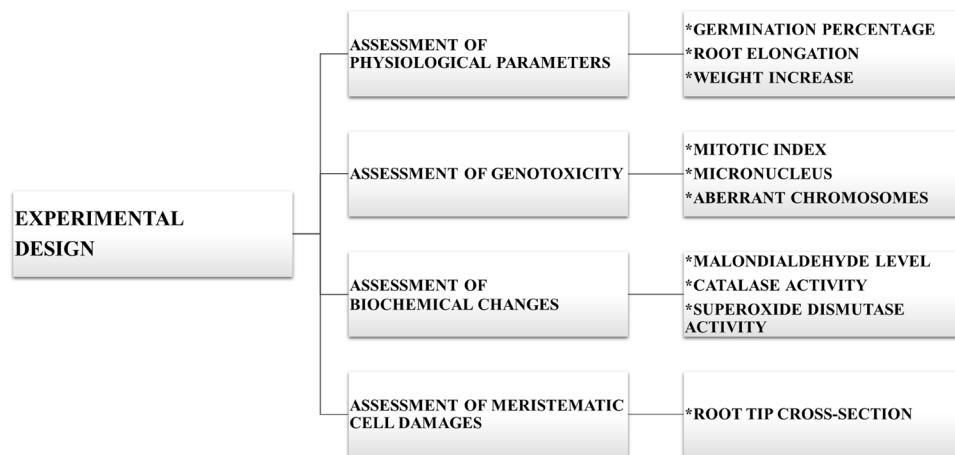 EXPERIMENTAL
DESIGN
ASSESSMENT OF
PHYSIOLOGICAL PARAMETERS
*GERMINATION PERCENTAGE
*ROOT ELONGATION
*WEIGHT INCREASE
ASSESSMENT OF GENOTOXICITY
*MITOTIC INDEX
*MICRONUCLEUS
*ABERRANT CHROMOSOMES
ASSESSMENT OF
BIOCHEMICAL CHANGES
*MALONDIALDEHYDE LEVEL
*CATALASE ACTIVITY
*SUPEROXIDE DISMUTASE
ACTIVITY
ASSESSMENT OF MERISTEMATIC
CELL DAMAGES
*ROOT TIP CROSS-SECTION